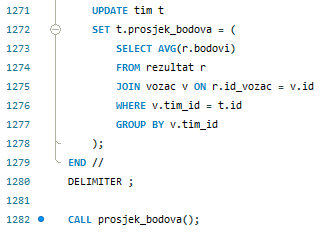 1271 UPDATE tim t
1272 SET t.prosjek_bodova = (
1273 SELECT AVG(r.bodovi)
1274 FROM rezultat r
1275 JOIN vozac v ON r.id_vozac = v.id
1276 WHERE v.tim_id = t.id
1277 GROUP BY v.tim_id
1278 );
1279 END //
1280 DELIMITER ;
1281
1282 CALL prosjek_bodova();